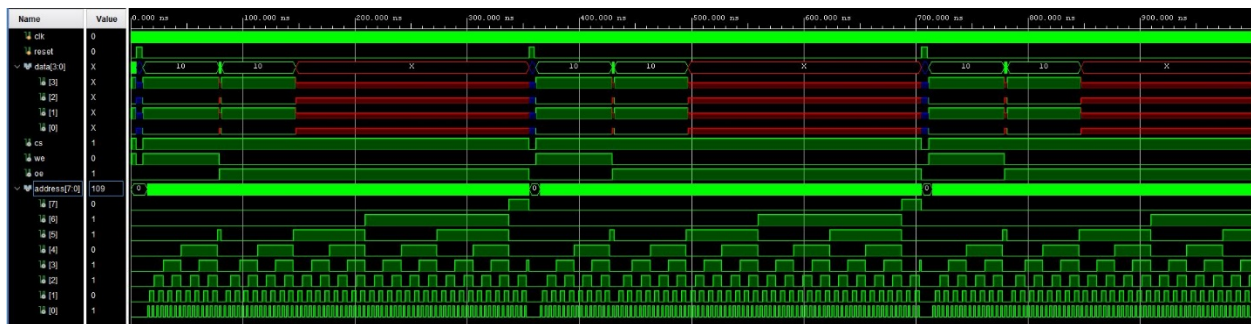 Name Value 0.000 ns 100.000 ns 200.000 ns 300.000 ns 400.000 ns 500.000 ns 600.000 ns 700.000 ns 800.000 ns 900.000 ns
clk 0
reset 0
data[3:0] X 10 10 X 10 10 X 10 10 X
[3] X
[2] X
[1] X
[0] X
cs 1
we 0
oe 1
address[7:0] 109 0 0 0
[7] 0
[6] 1
[5] 1
[4] 0
[3] 1
[2] 1
[1] 0
[0] 1